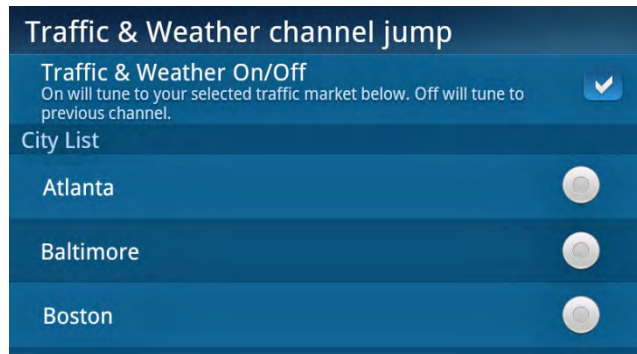 Traffic & Weather channel jump
Traffic & Weather On/Off
On will tune to your selected traffic market below. Off will tune to
previous channel.
City List
Atlanta
Baltimore
Boston